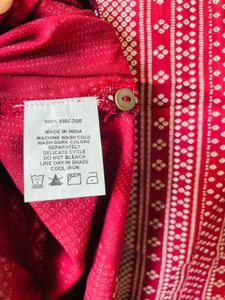 100% VISCOSE
MADE IN INDIA
MACHINE WASH COLD
WASH DARK COLORS
SEPARATELY
DELICATE CYCLE
DO NOT BLEACH
LINE DRY IN SHADE
COOL IRON